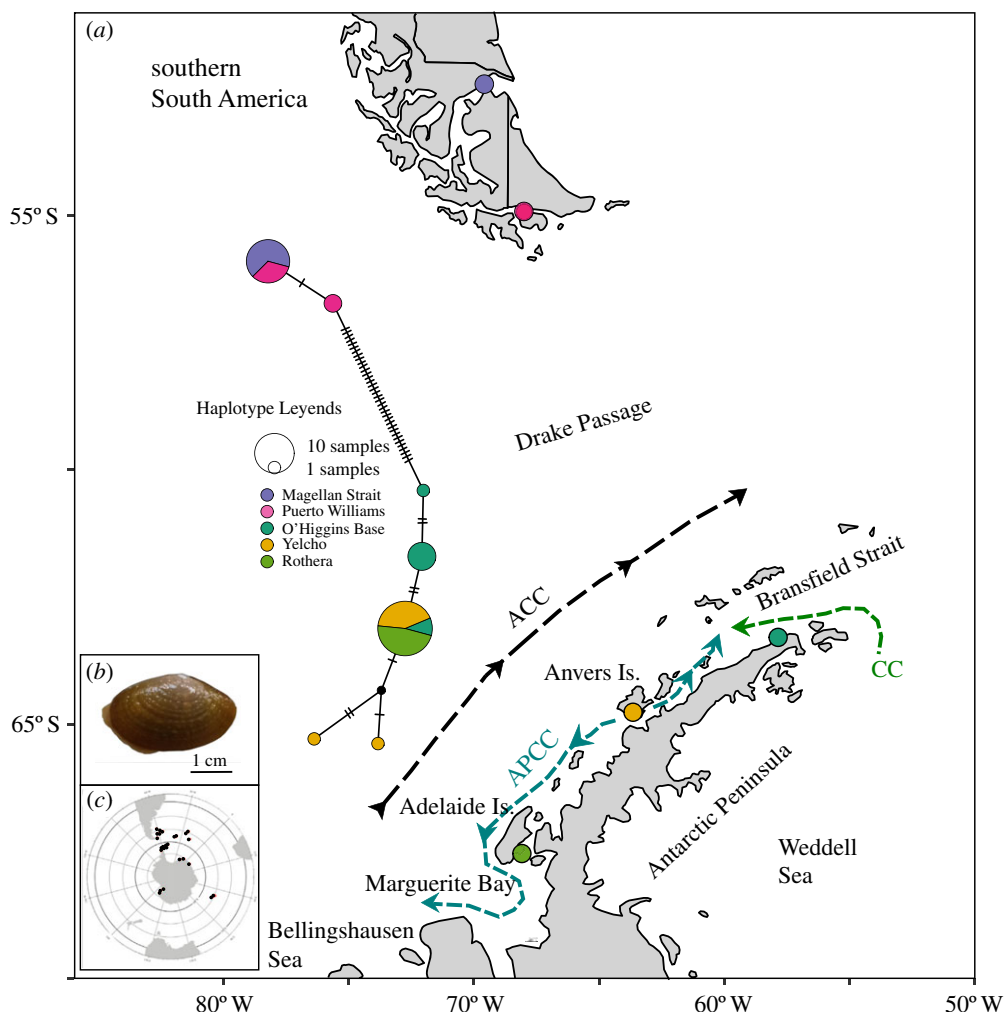 (a)
southern
South America
55° S
Haplotype Leyends
10 samples
1 samples
Magellan Strait
Puerto Williams
O'Higgins Base
Yelcho
Rothera
Drake Passage
ACC
Bransfield Strait
CC
Anvers Is.
APCC
Adelaide Is.
Antarctic Peninsula
Marguerite Bay
Weddell
Sea
Bellingshausen
Sea
65° S
(b)
1 cm
(c)
80° W
70° W
60° W
50° W